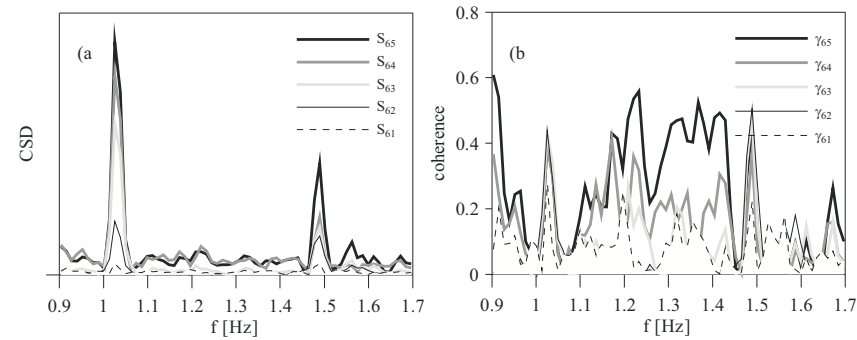 (a
S65
S64
S63
S62
S61
CSD
0.9 1 1.1 1.2 1.3 1.4 1.5 1.6 1.7
f [Hz]
0.8
(b
γ65
γ64
γ63
γ62
γ61
0.6
0.4
0.2
0
coherence
0.9 1 1.1 1.2 1.3 1.4 1.5 1.6 1.7
f [Hz]